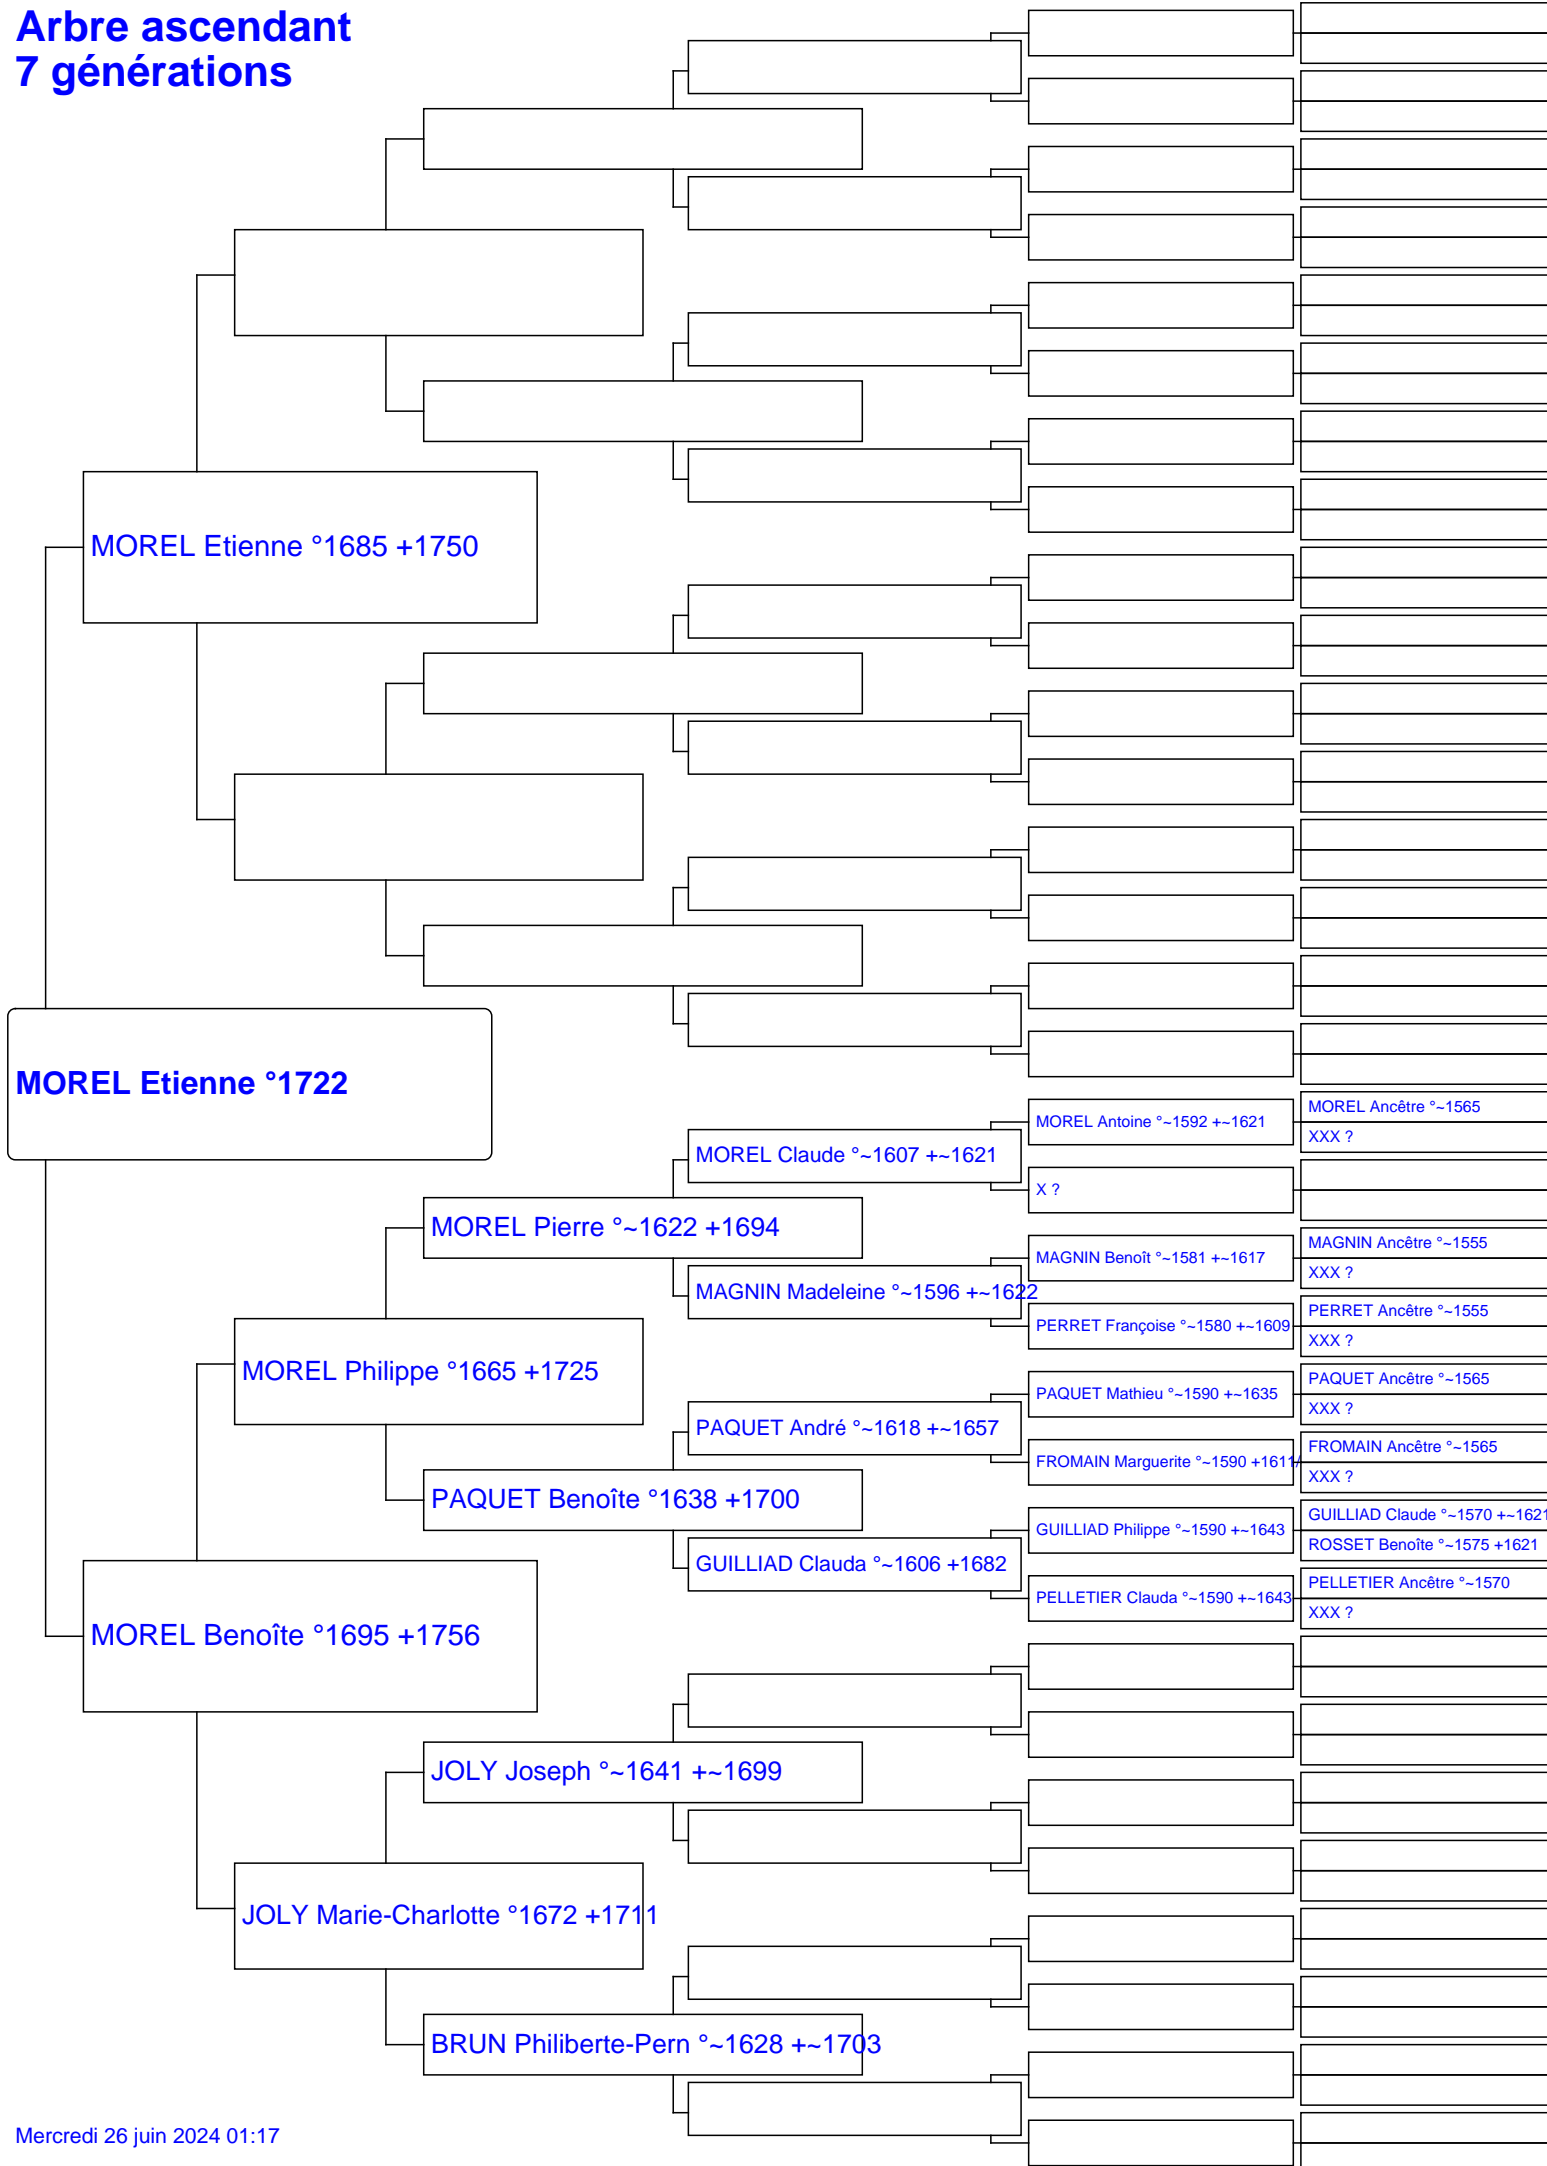 Arbre ascendant
7 générations
MOREL Etienne °1685 +1750
MOREL Etienne °1722
MOREL Antoine °~1592 +~1621
MOREL Ancêtre °~1565
XXX ?
MOREL Claude °~1607 +~1621
X ?
MOREL Pierre °~1622 +1694
MAGNIN Benoît °~1581 +~1617
MAGNIN Ancêtre °~1555
XXX ?
MAGNIN Madeleine °~1596 +~1622
PERRET Françoise °~1580 +~1609
PERRET Ancêtre °~1555
XXX ?
MOREL Philippe °1665 +1725
PAQUET Mathieu °~1590 +~1635
PAQUET Ancêtre °~1565
XXX ?
PAQUET André °~1618 +~1657
FROMAIN Marguerite °~1590 +1611/
FROMAIN Ancêtre °~1565
XXX ?
PAQUET Benoîte °1638 +1700
GUILLIAD Philippe °~1590 +~1643
GUILLIAD Claude °~1570 +~1621
ROSSET Benoîte °~1575 +1621
GUILLIAD Clauda °~1606 +1682
PELLETIER Clauda °~1590 +~1643
PELLETIER Ancêtre °~1570
XXX ?
MOREL Benoîte °1695 +1756
JOLY Joseph °~1641 +~1699
JOLY Marie-Charlotte °1672 +1711
BRUN Philiberte-Pern °~1628 +~1703
Mercredi 26 juin 2024 01:17